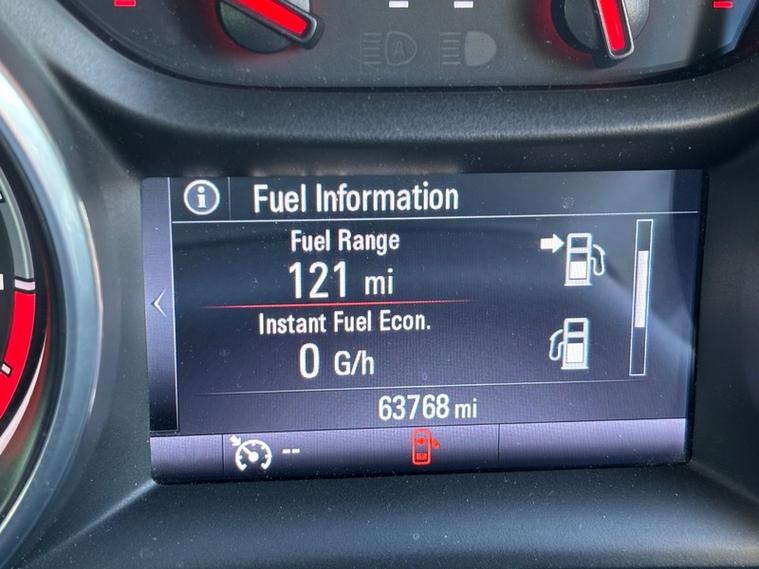 A
i
Fuel Information
Fuel Range
121 mi
Instant Fuel Econ.
0 G/h
63768 mi
--